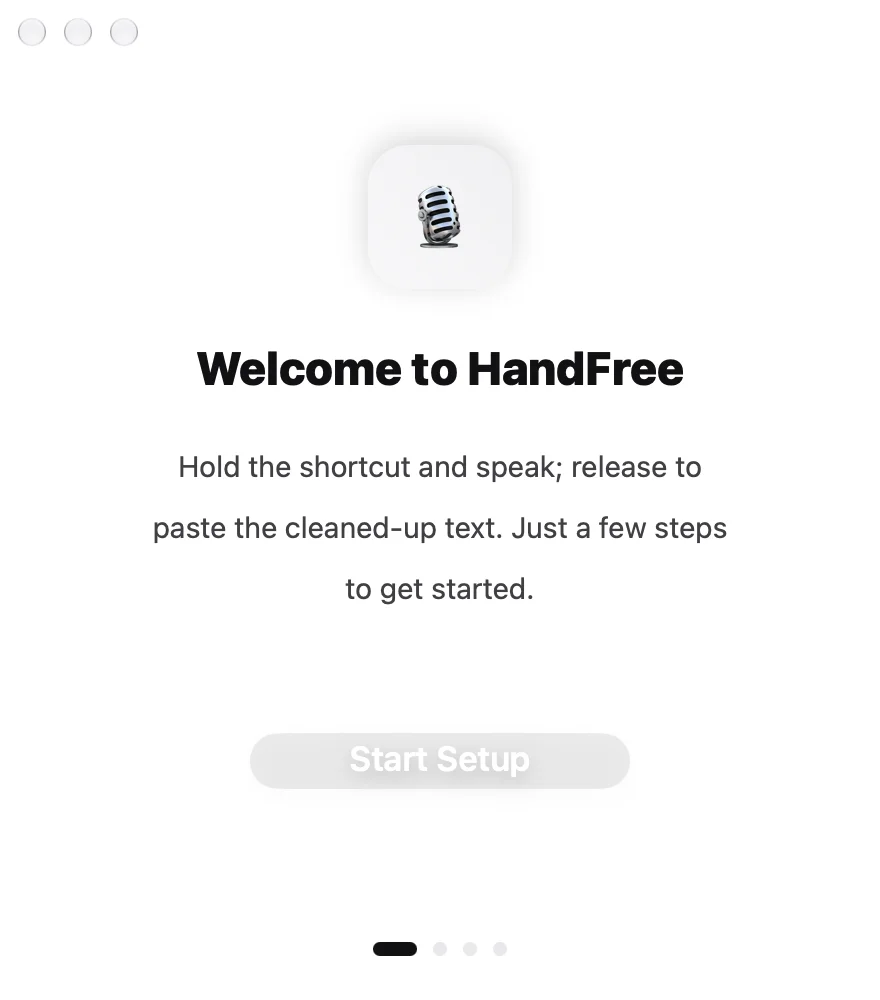 Welcome to HandFree
Hold the shortcut and speak; release to
paste the cleaned-up text. Just a few steps
to get started.
Start Setup